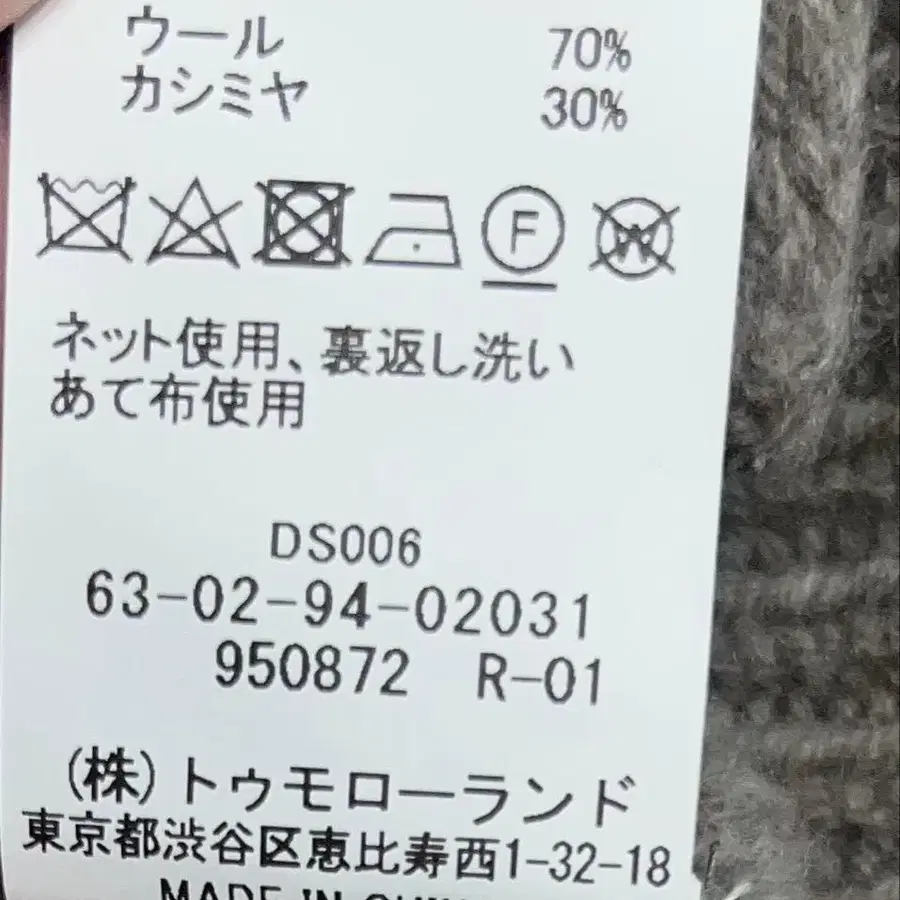 ウール 70%
カシミヤ 30%
F
W
ネット使用、裏返し洗い
あて布使用
DS006
63-02-94-02031
950872 R-01
(株)トゥモローランド
東京都渋谷区恵比寿西1-32-18
MADE IN